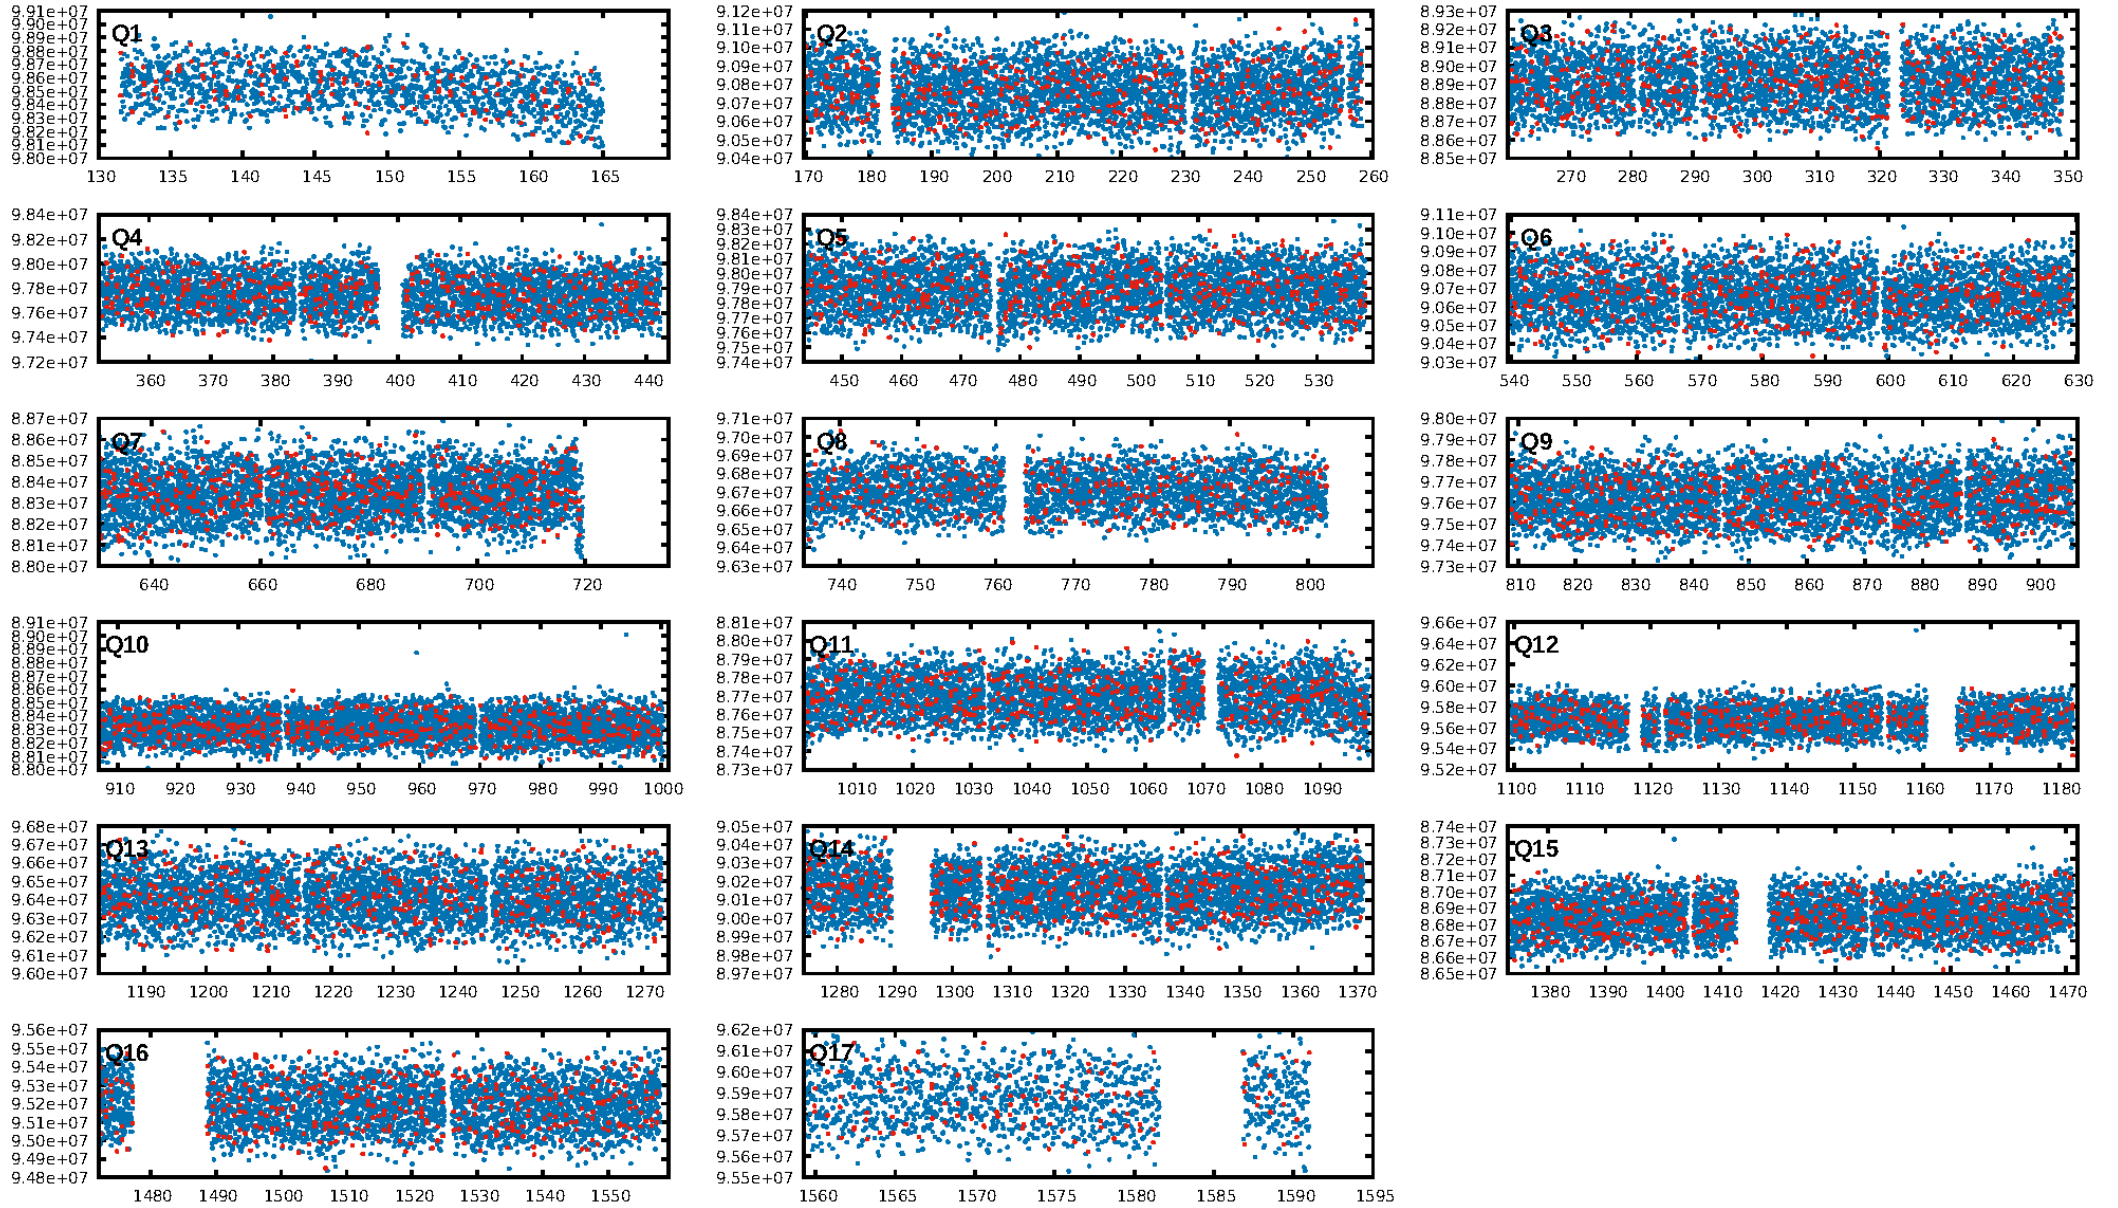 9.91e+07
9.90e+07
9.89e+07
9.88e+07
9.87e+07
9.86e+07
9.85e+07
9.84e+07
9.83e+07
9.82e+07
9.81e+07
9.80e+07
Q1
130 135 140 145 150 155 160 165
9.12e+07
9.11e+07
9.10e+07
9.09e+07
9.08e+07
9.07e+07
9.06e+07
9.05e+07
9.04e+07
Q2
170 180 190 200 210 220 230 240 250 260
8.93e+07
8.92e+07
8.91e+07
8.90e+07
8.89e+07
8.88e+07
8.87e+07
8.86e+07
8.85e+07
Q3
270 280 290 300 310 320 330 340 350
9.84e+07
9.82e+07
9.80e+07
9.78e+07
9.76e+07
9.74e+07
9.72e+07
Q4
360 370 380 390 400 410 420 430 440
9.84e+07
9.83e+07
9.82e+07
9.81e+07
9.80e+07
9.79e+07
9.78e+07
9.77e+07
9.76e+07
9.75e+07
9.74e+07
Q5
450 460 470 480 490 500 510 520 530
9.11e+07
9.10e+07
9.09e+07
9.08e+07
9.07e+07
9.06e+07
9.05e+07
9.04e+07
9.03e+07
Q6
540 550 560 570 580 590 600 610 620 630
8.87e+07
8.86e+07
8.85e+07
8.84e+07
8.83e+07
8.82e+07
8.81e+07
8.80e+07
Q7
640 660 680 700 720
9.71e+07
9.70e+07
9.69e+07
9.68e+07
9.67e+07
9.66e+07
9.65e+07
9.64e+07
9.63e+07
Q8
740 750 760 770 780 790 800
9.80e+07
9.79e+07
9.78e+07
9.77e+07
9.76e+07
9.75e+07
9.74e+07
9.73e+07
Q9
810 820 830 840 850 860 870 880 890 900
8.91e+07
8.90e+07
8.89e+07
8.88e+07
8.87e+07
8.86e+07
8.85e+07
8.84e+07
8.83e+07
8.82e+07
8.81e+07
8.80e+07
Q10
910 920 930 940 950 960 970 980 990 1000
8.81e+07
8.80e+07
8.79e+07
8.78e+07
8.77e+07
8.76e+07
8.75e+07
8.74e+07
8.73e+07
Q11
1010 1020 1030 1040 1050 1060 1070 1080 1090
9.66e+07
9.64e+07
9.62e+07
9.60e+07
9.58e+07
9.56e+07
9.54e+07
9.52e+07
Q12
1100 1110 1120 1130 1140 1150 1160 1170 1180
9.68e+07
9.67e+07
9.66e+07
9.65e+07
9.64e+07
9.63e+07
9.62e+07
9.61e+07
9.60e+07
Q13
1190 1200 1210 1220 1230 1240 1250 1260 1270
9.05e+07
9.04e+07
9.03e+07
9.02e+07
9.01e+07
9.00e+07
8.99e+07
8.98e+07
8.97e+07
Q14
1280 1290 1300 1310 1320 1330 1340 1350 1360 1370
8.74e+07
8.73e+07
8.72e+07
8.71e+07
8.70e+07
8.69e+07
8.68e+07
8.67e+07
8.66e+07
8.65e+07
Q15
1380 1390 1400 1410 1420 1430 1440 1450 1460 1470
9.56e+07
9.55e+07
9.54e+07
9.53e+07
9.52e+07
9.51e+07
9.50e+07
9.49e+07
9.48e+07
Q16
1480 1490 1500 1510 1520 1530 1540 1550
9.62e+07
9.61e+07
9.60e+07
9.59e+07
9.58e+07
9.57e+07
9.56e+07
9.55e+07
Q17
1560 1565 1570 1575 1580 1585 1590 1595